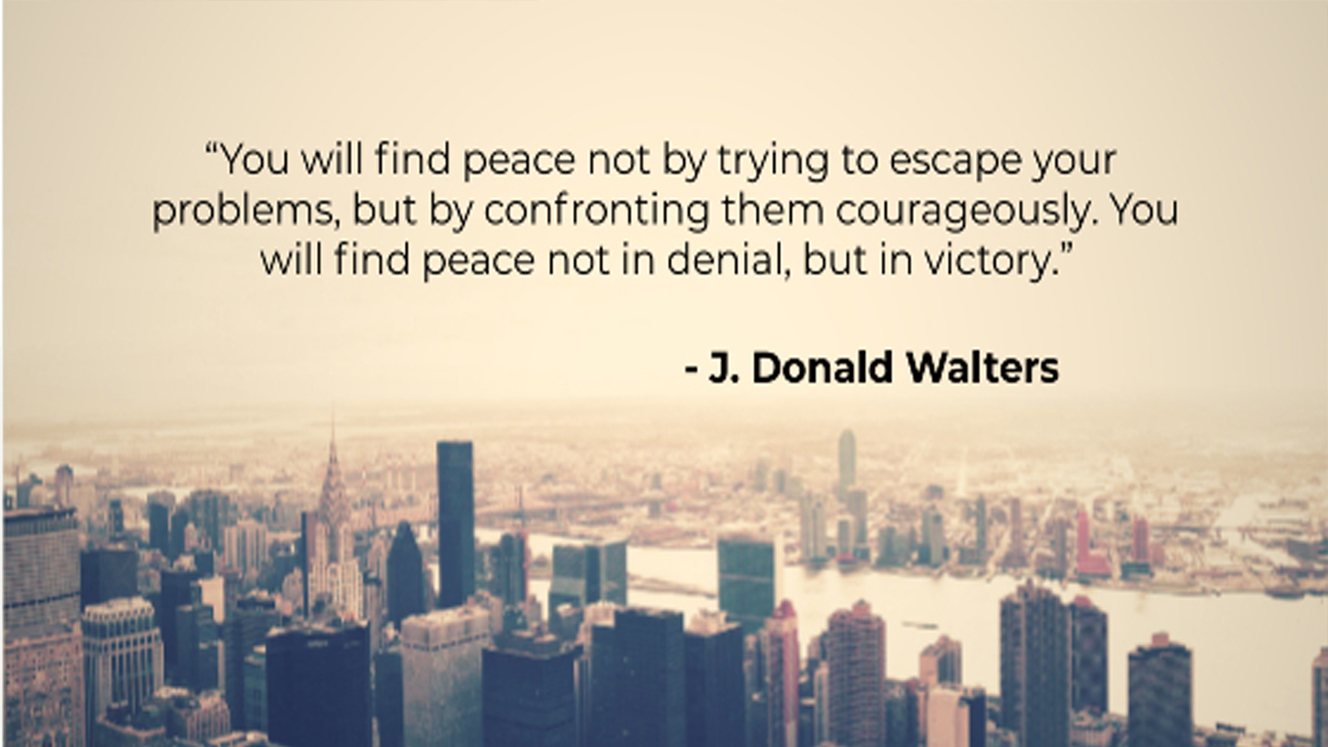 “You will find peace not by trying to escape your
problems, but by confronting them courageously. You
will find peace not in denial, but in victory.”
- J. Donald Walters